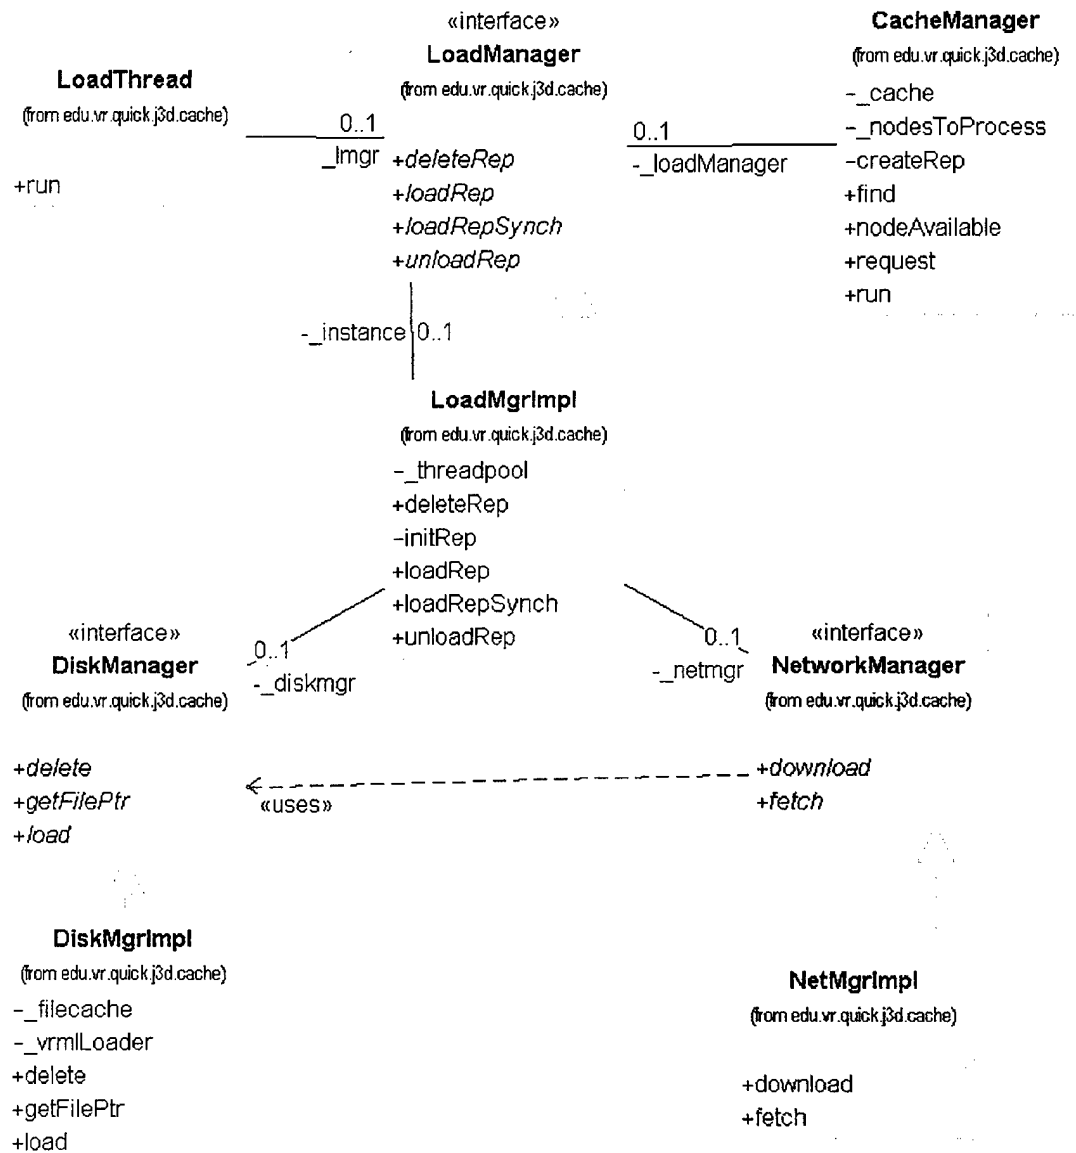 LoadThread
(from edu.vr.quick.j3d.cache)
+run
«interface»
LoadManager
(from edu.vr.quick.j3d.cache)
+deleteRep
+loadRep
+loadRepSynch
+unloadRep
CacheManager
(from edu.vr.quick.j3d.cache)
-_cache
-_nodesToProcess
-createRep
+find
+nodeAvailable
+request
+run
0..1
_lmgr
0..1
-_loadManager
-_instance 0..1
LoadMgrImpl
(from edu.vr.quick.j3d.cache)
-_threadpool
+deleteRep
-initRep
+loadRep
+loadRepSynch
+unloadRep
0..1
-_diskmgr
0..1
-_netmgr
«interface»
DiskManager
(from edu.vr.quick.j3d.cache)
+delete
+getFilePtr
+load
«interface»
NetworkManager
(from edu.vr.quick.j3d.cache)
+download
+fetch
«uses»
DiskMgrImpl
(from edu.vr.quick.j3d.cache)
-_filecache
-_vrmlLoader
+delete
+getFilePtr
+load
NetMgrImpl
(from edu.vr.quick.j3d.cache)
+download
+fetch